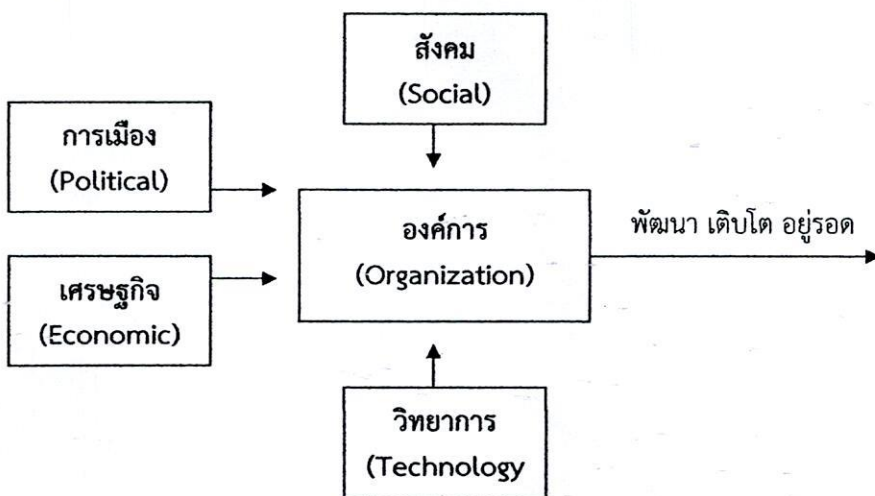 สังคม
(Social)
การเมือง
(Political)
องค์การ
(Organization)
พัฒนา เติบโต อยู่รอด
เศรษฐกิจ
(Economic)
วิทยาการ
(Technology